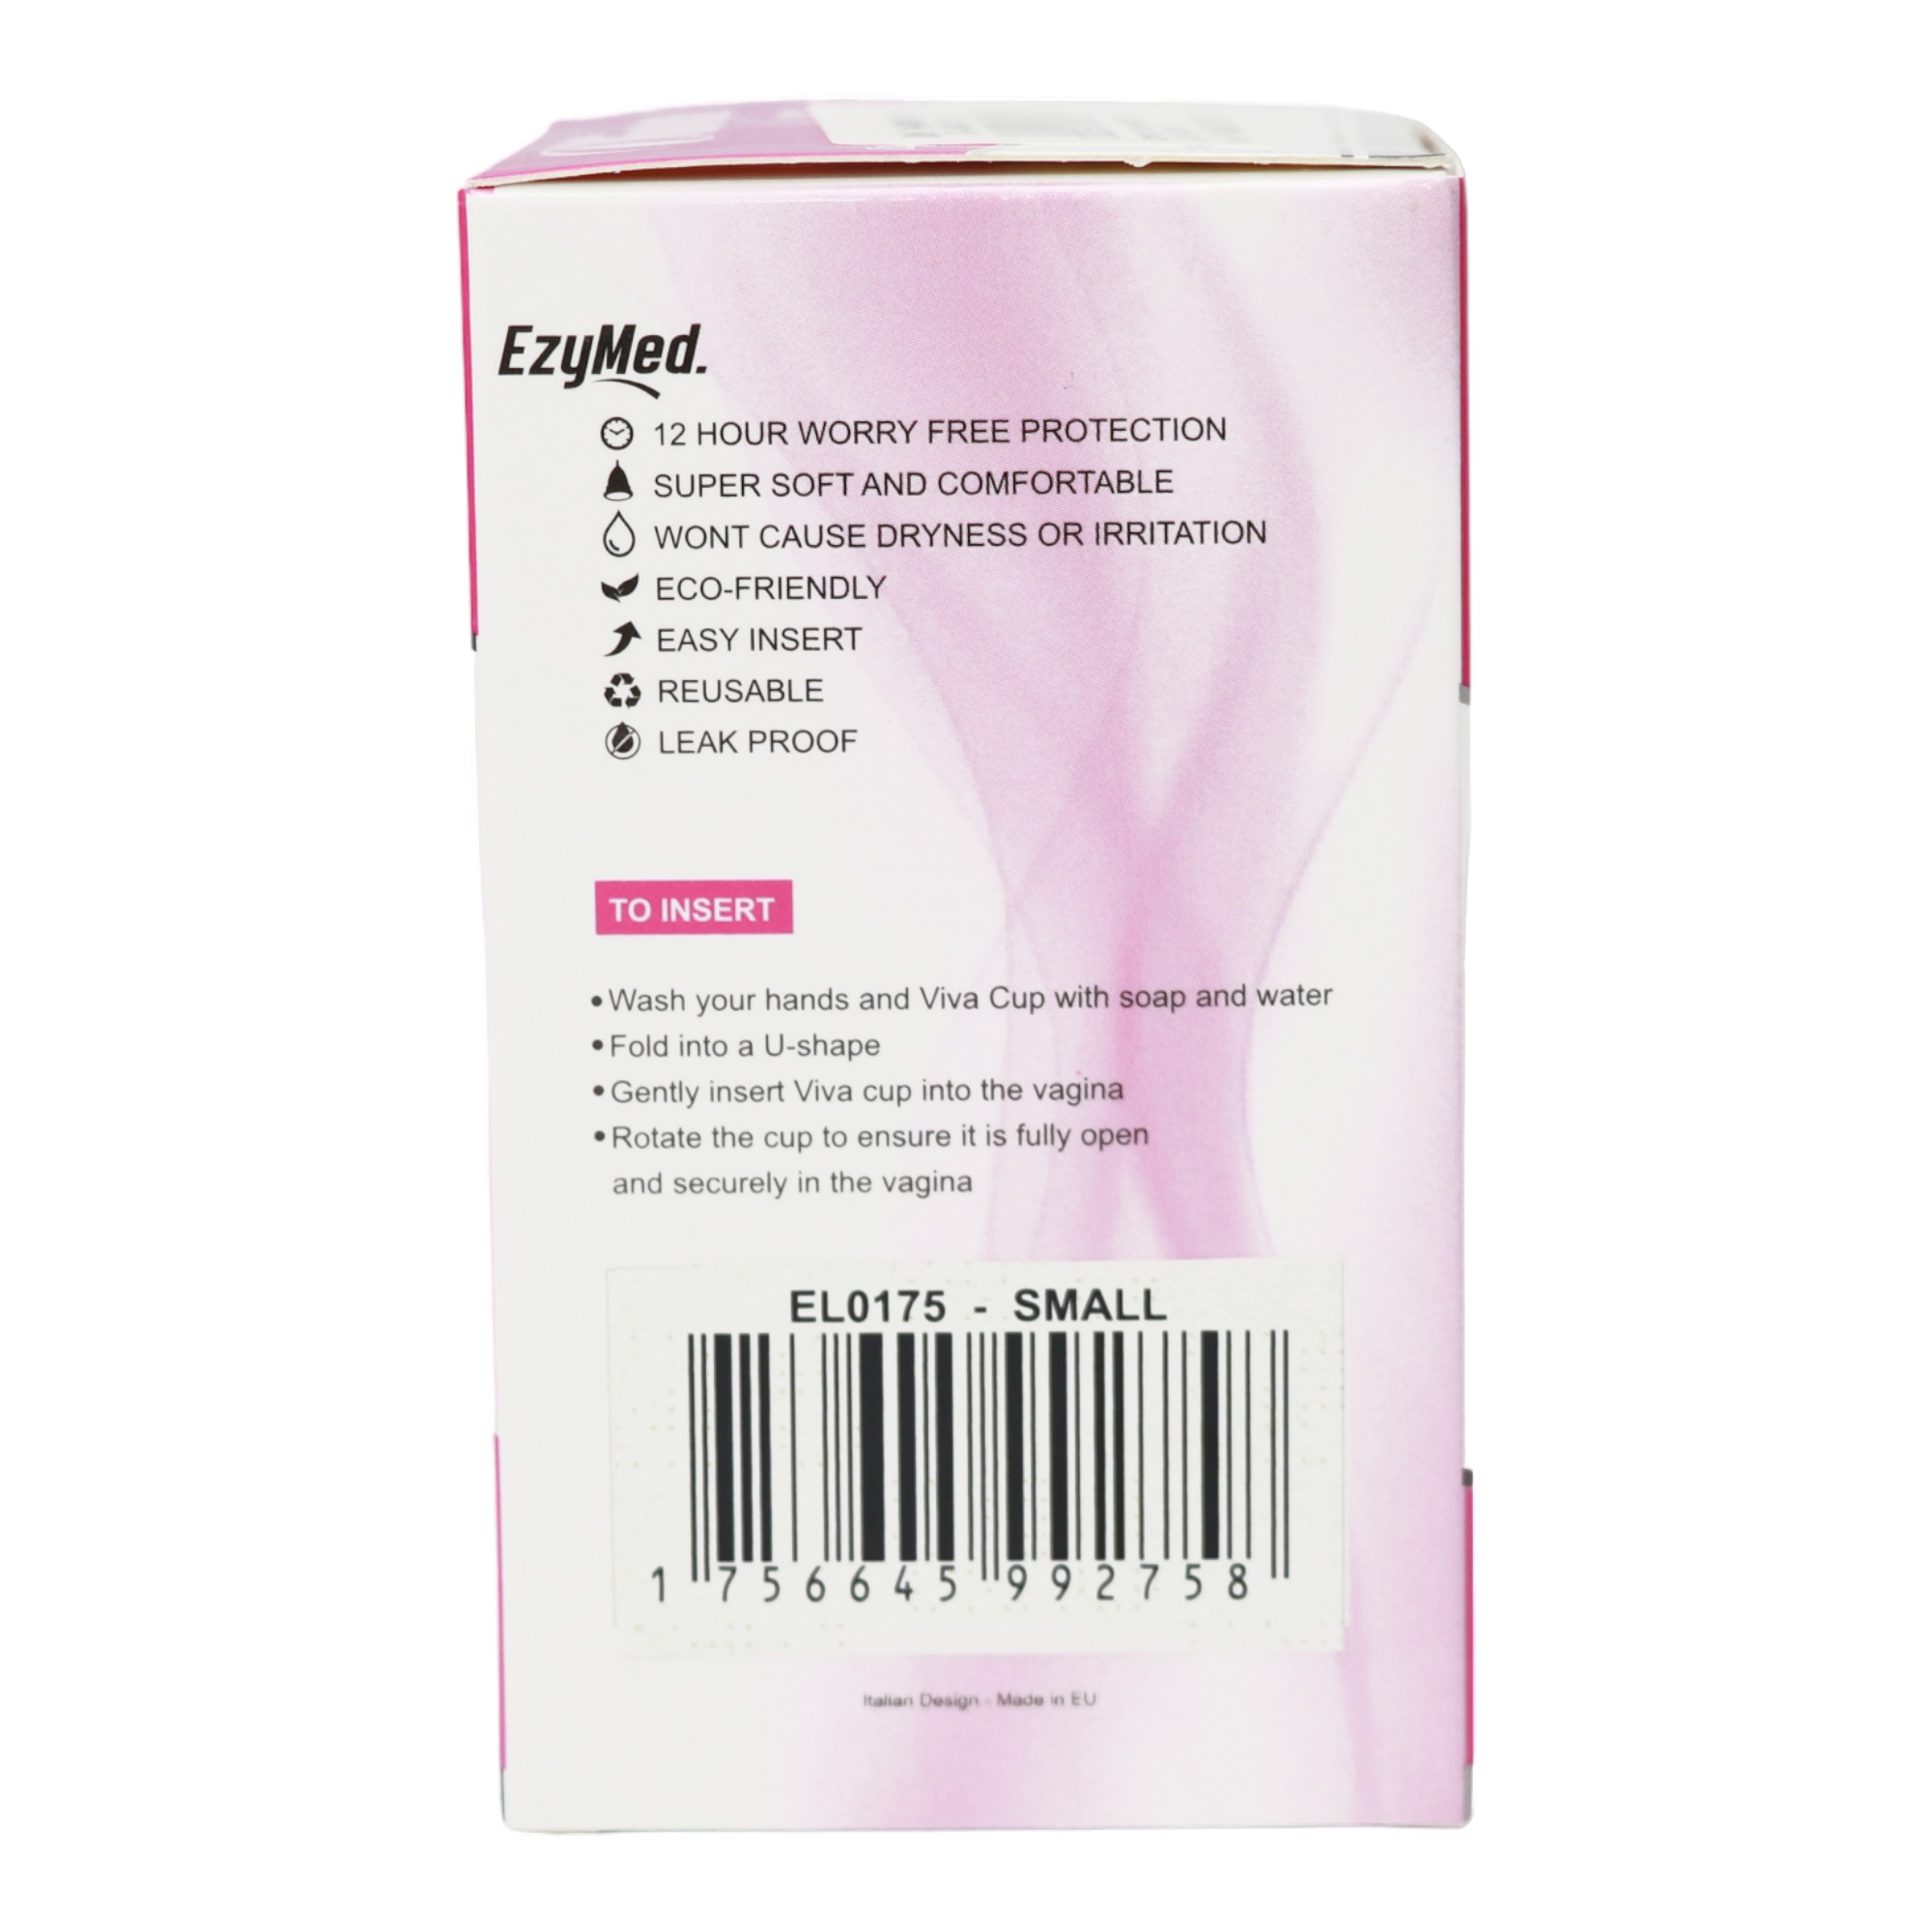 EzyMed.
12 HOUR WORRY FREE PROTECTION
SUPER SOFT AND COMFORTABLE
WONT CAUSE DRYNESS OR IRRITATION
ECO-FRIENDLY
EASY INSERT
REUSABLE
LEAK PROOF
TO INSERT
• Wash your hands and Viva Cup with soap and water
• Fold into a U-shape
• Gently insert Viva cup into the vagina
• Rotate the cup to ensure it is fully open
and securely in the vagina
EL0175 - SMALL
1 756645 992758
Italian Design - Made in EU